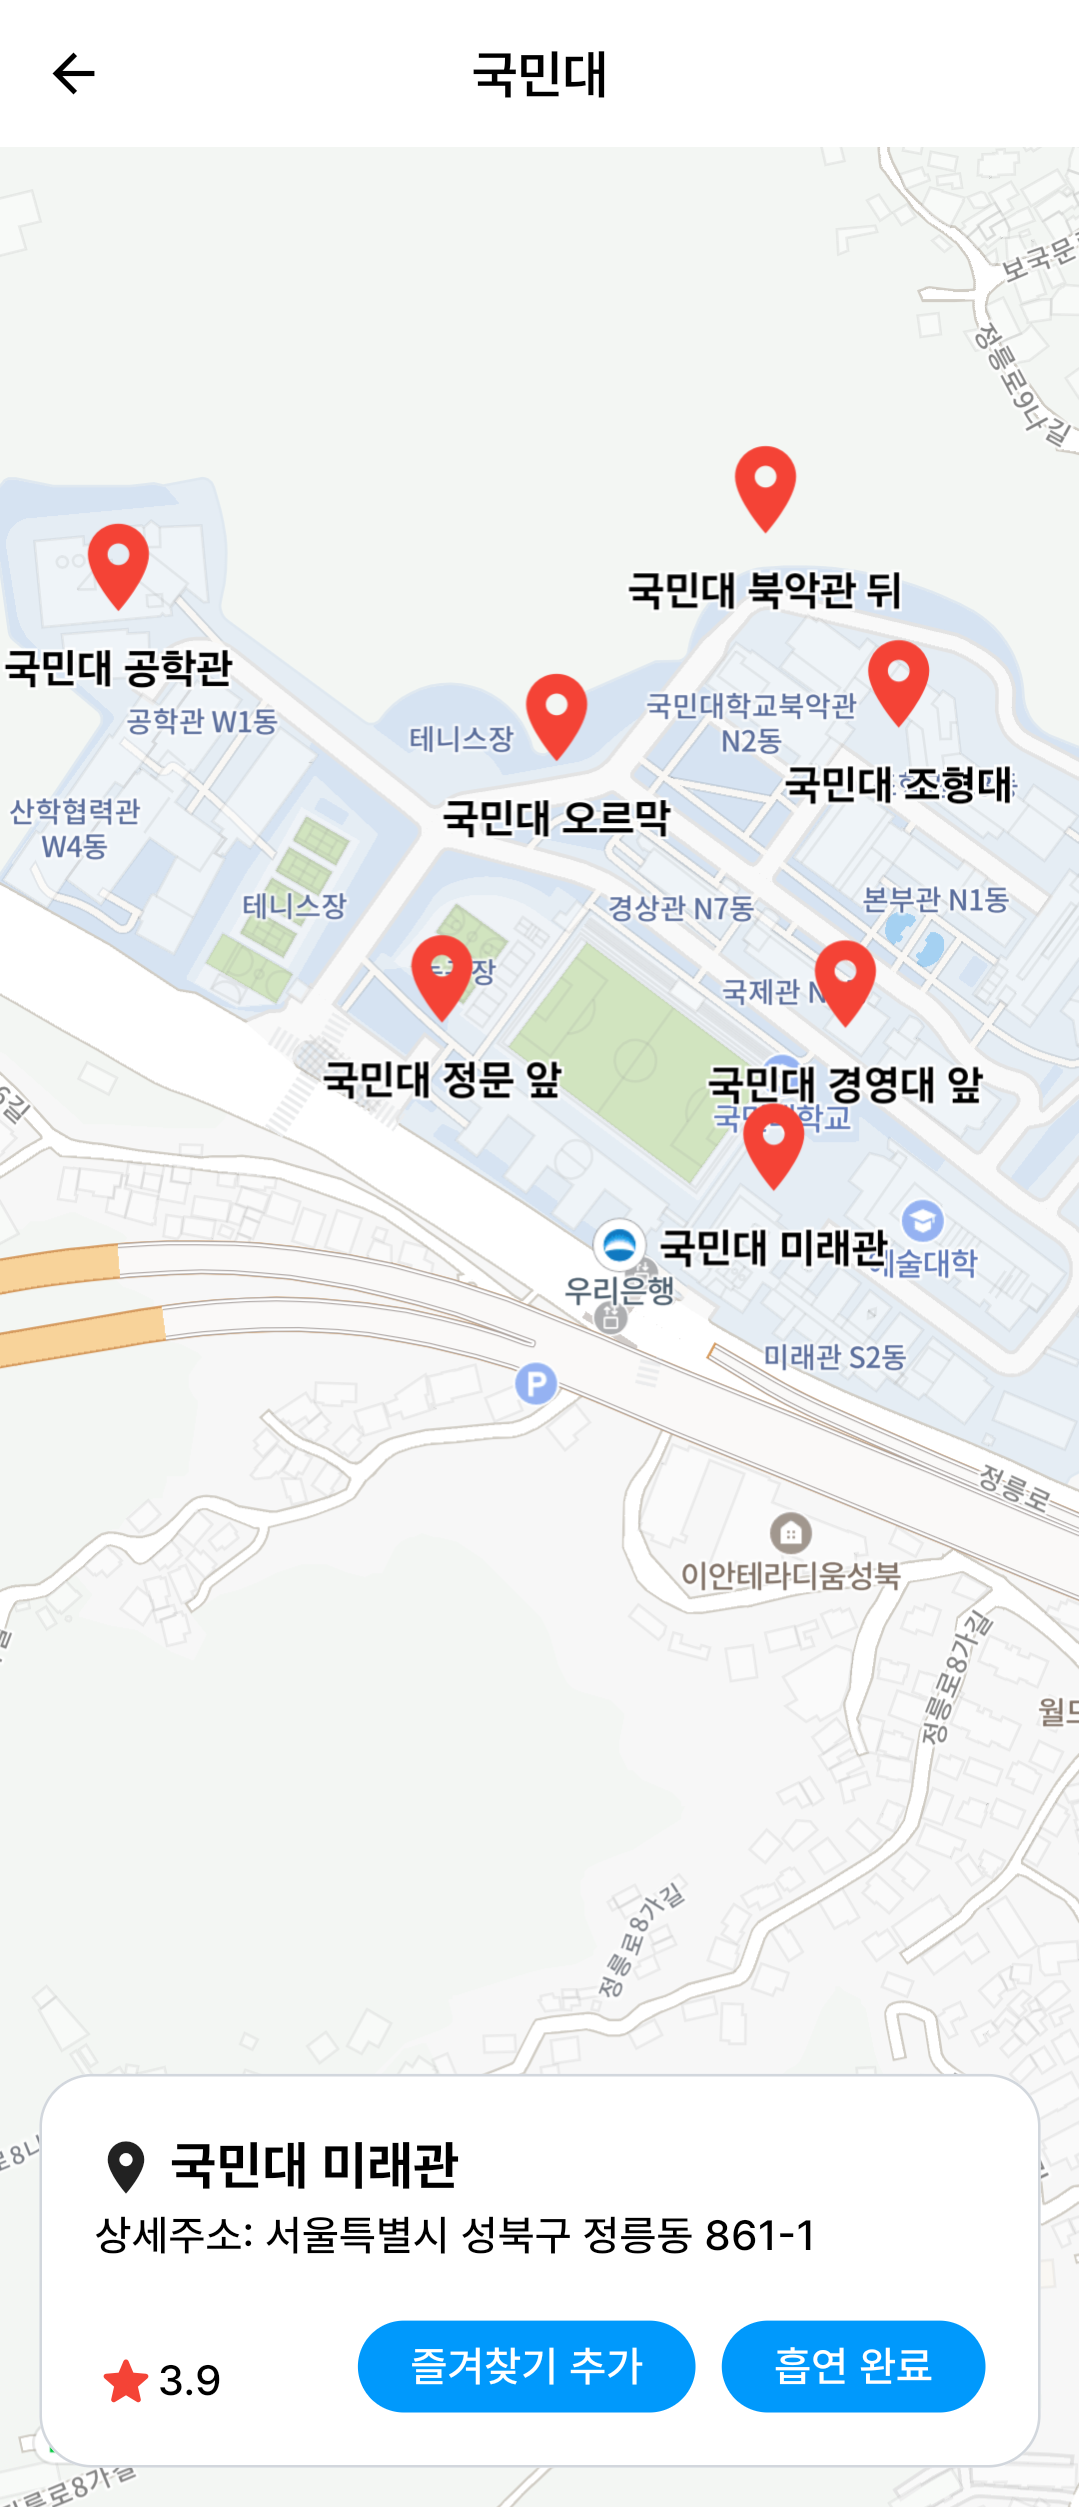 국민대
보국문
정릉로9나길
국민대 북악관 뒤
국민대 공학관
공학관 W1동
국민대학교북악관
N2동
테니스장
국민대 조형대
산학협력관
W4동
국민대 오르막
테니스장
경상관 N7동
본부관 N1동
국제관
국민대 정문 앞
국민대 경영대 앞
6길
국민대 미래관
예술대학
우리은행
미래관 S2동
P
정릉로
이안테라디움성북
정릉로8가길
정릉로8가길
국민대 미래관
상세주소: 서울특별시 성북구 정릉동 861-1
3.9
즐겨찾기 추가
흡연 완료
정릉로8가길